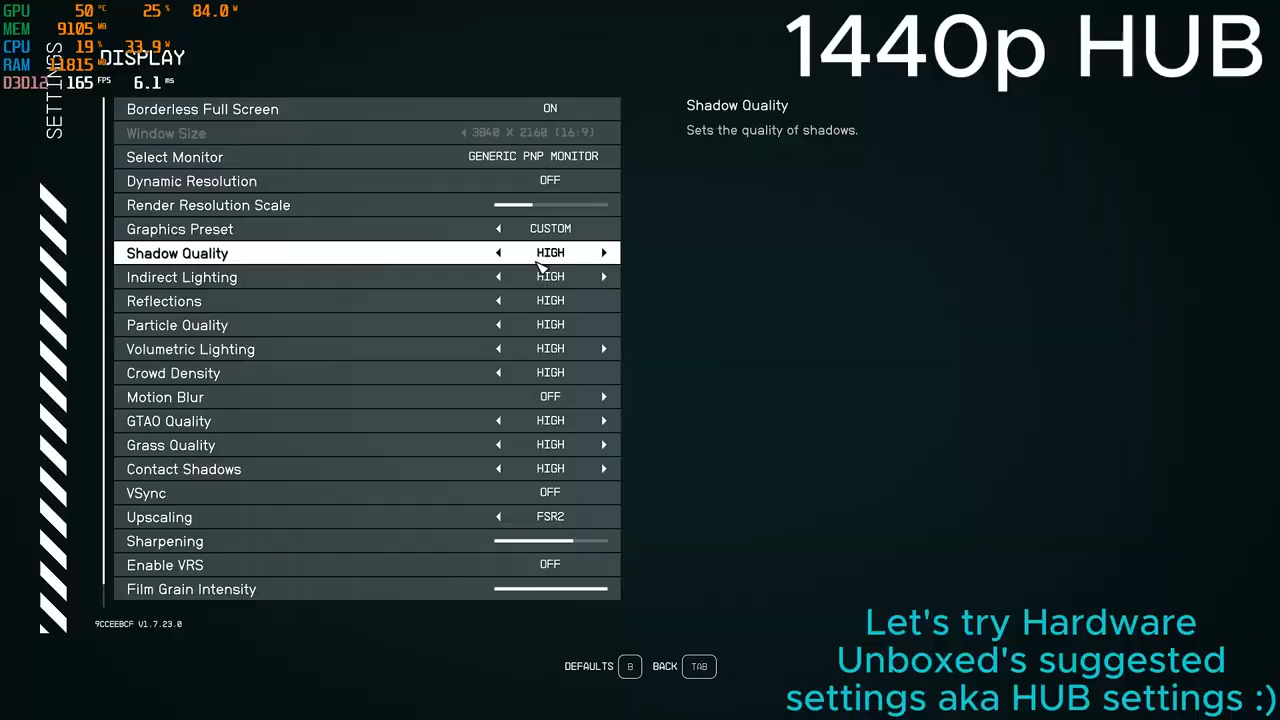 GPU 50 °C 25 % 84.0 W
MEM 9105 MB
CPU 19 % 33.9 W
RAM 11815 MB
D3D12 165 FPS 6.1 ms
1440p HUB
SETTINGS
DISPLAY
Borderless Full Screen ON
Window Size 3840 X 2160 (16:9)
Select Monitor GENERIC PNP MONITOR
Dynamic Resolution OFF
Render Resolution Scale
Graphics Preset CUSTOM
Shadow Quality HIGH
Indirect Lighting HIGH
Reflections HIGH
Particle Quality HIGH
Volumetric Lighting HIGH
Crowd Density HIGH
Motion Blur OFF
GTAO Quality HIGH
Grass Quality HIGH
Contact Shadows HIGH
VSync OFF
Upscaling FSR2
Sharpening
Enable VRS OFF
Film Grain Intensity
Shadow Quality
Sets the quality of shadows.
9CCEEBCF V1.7.23.0
DEFAULTS B BACK TAB
Let's try Hardware
Unboxed's suggested
settings aka HUB settings :)